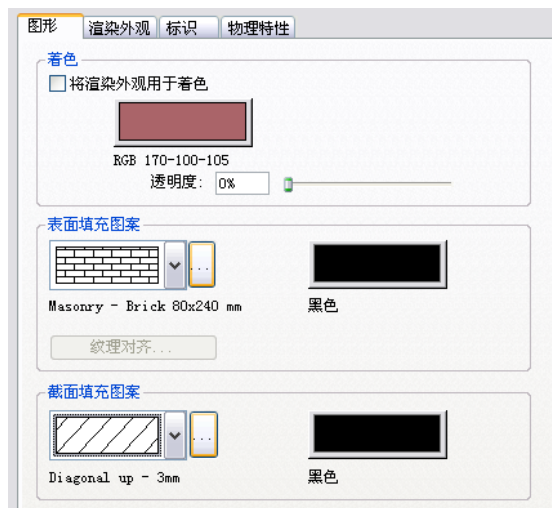 图形 渲染外观 标识 物理特性
着色
将渲染外观用于着色
RGB 170-100-105
透明度: 0%
表面填充图案
...
Masonry - Brick 80x240 mm 黑色
纹理对齐...
截面填充图案
...
Diagonal up - 3mm 黑色